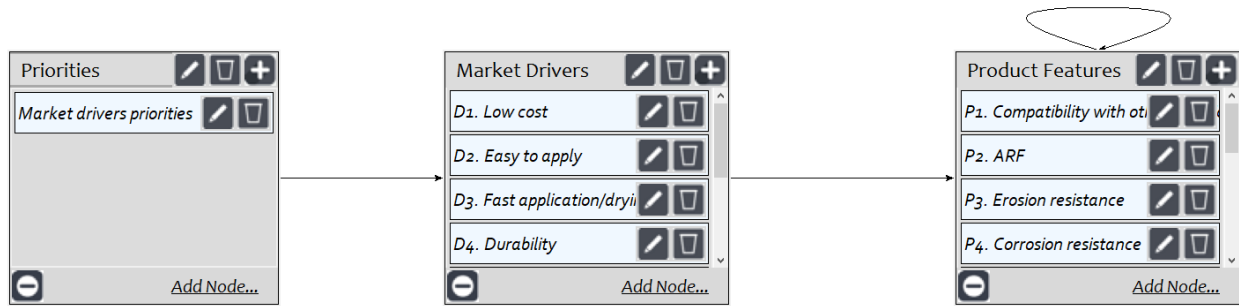 Priorities
Market drivers priorities
Add Node...
Market Drivers
D1. Low cost
D2. Easy to apply
D3. Fast application/dryi
D4. Durability
Add Node...
Product Features
P1. Compatibility with ot
P2. ARF
P3. Erosion resistance
P4. Corrosion resistance
Add Node...